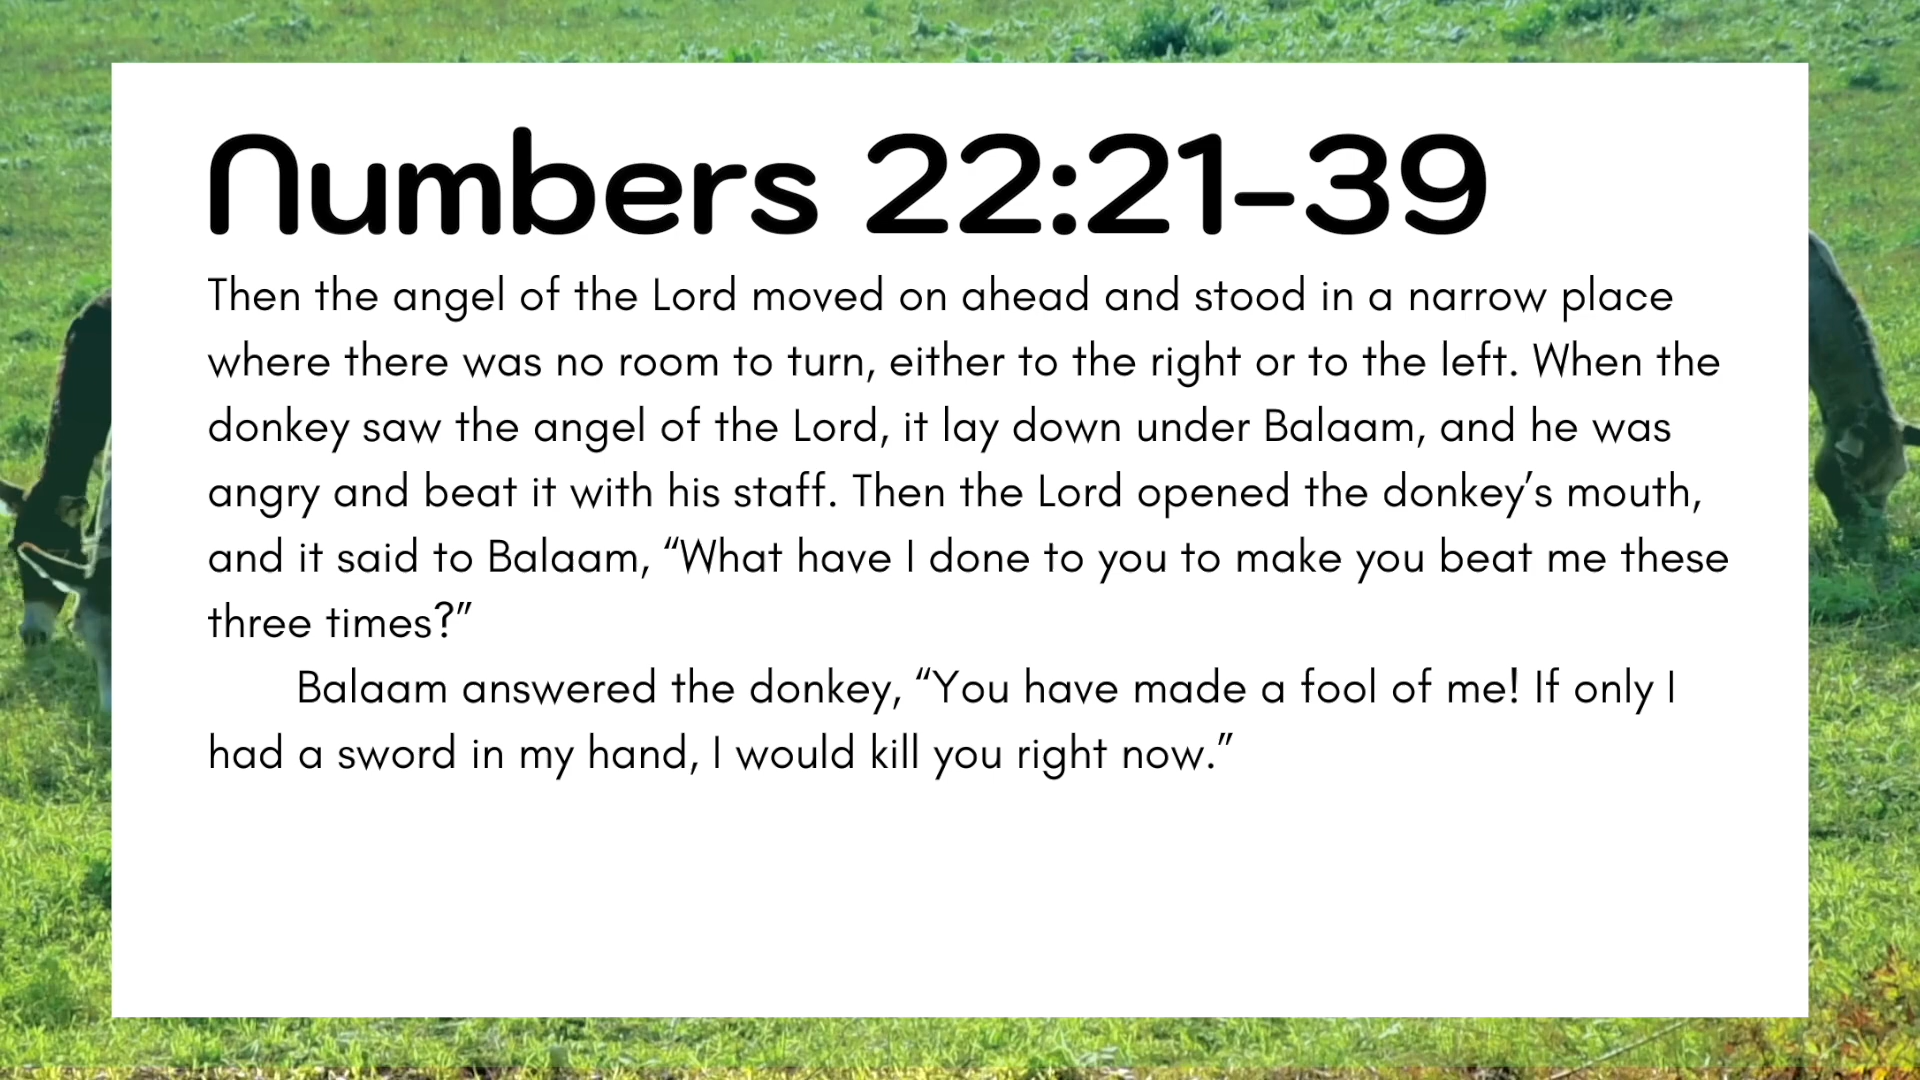 Numbers 22:21-39
Then the angel of the Lord moved on ahead and stood in a narrow place
where there was no room to turn, either to the right or to the left. When the
donkey saw the angel of the Lord, it lay down under Balaam, and he was
angry and beat it with his staff. Then the Lord opened the donkey’s mouth,
and it said to Balaam, “What have I done to you to make you beat me these
three times?”
Balaam answered the donkey, “You have made a fool of me! If only I
had a sword in my hand, I would kill you right now.”